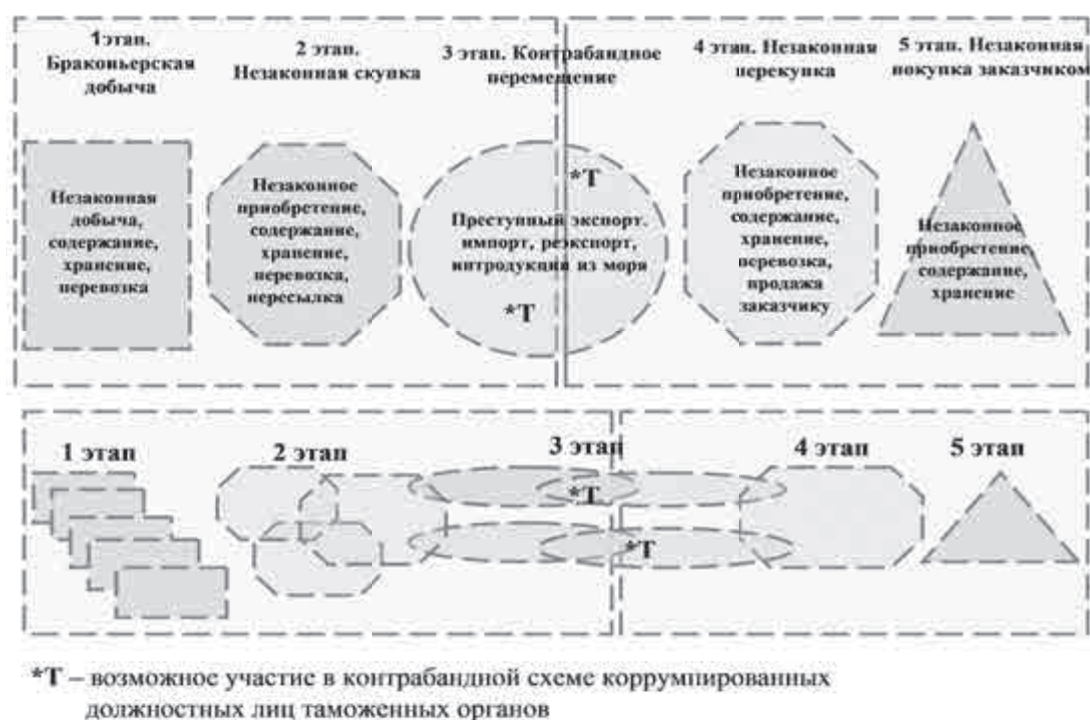 1этап.
Браконьерская
добыча
2 этап.
Незаконная скупка
3 этап. Контрабандное
перемещение
4 этап. Незаконная
перекупка
5 этап. Незаконная
покупка заказчиком
Незаконная
добыча,
содержание,
хранение,
перевозка
Незаконное
приобретение,
содержание,
хранение,
перевозка,
пересылка
*Т
Преступный экспорт.
импорт, реэкспорт,
интродукция из моря
*Т
Незаконное
приобретение,
содержание,
хранение,
перевозка,
продажа
заказчику
Незаконное
приобретение,
содержание,
хранение
1 этап
2 этап
3 этап
4 этап
5 этап
*Т
*Т
*Т – возможное участие в контрабандной схеме коррумпированных
должностных лиц таможенных органов